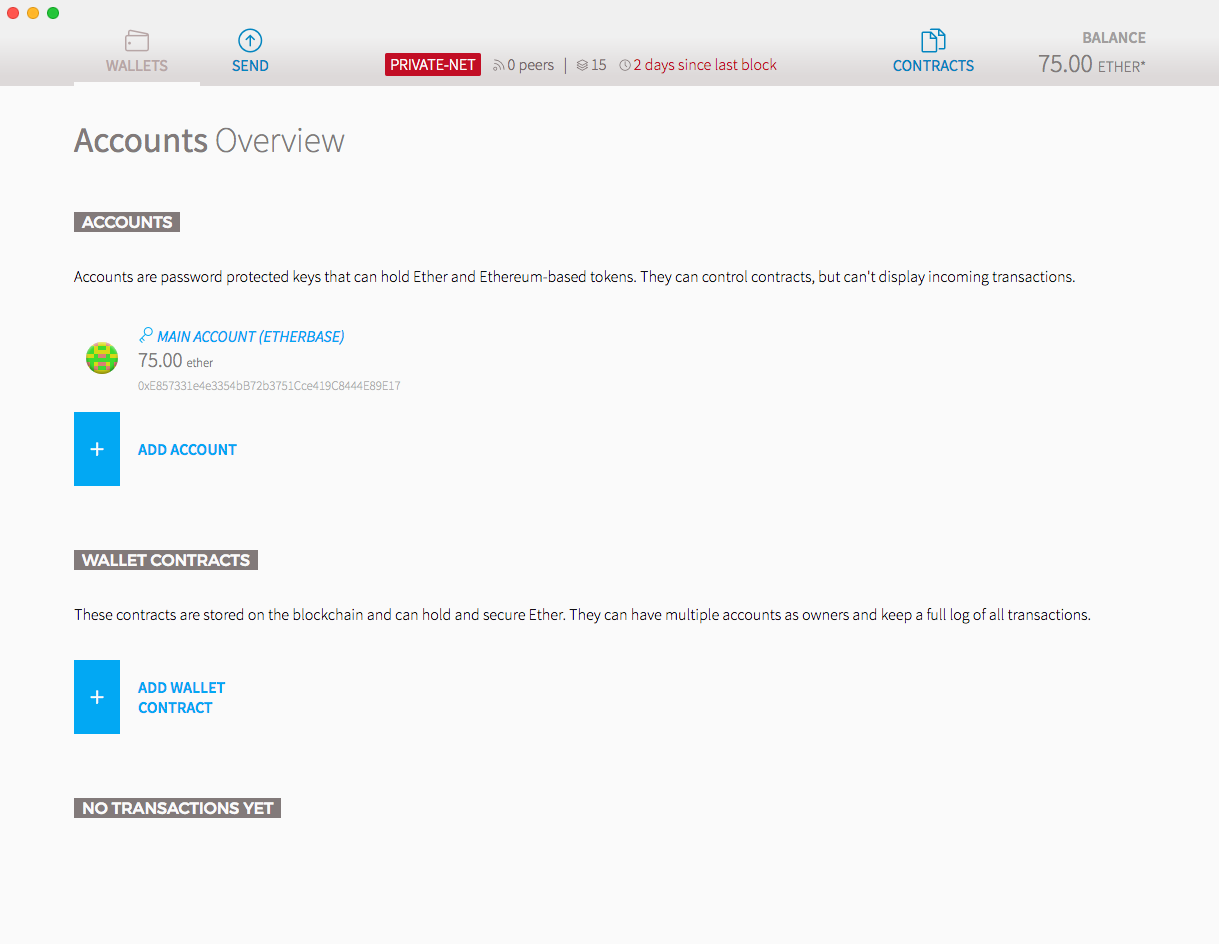 WALLETS
SEND
PRIVATE-NET 0 peers | 15 2 days since last block
CONTRACTS
BALANCE
75.00 ETHER*
Accounts Overview
ACCOUNTS
Accounts are password protected keys that can hold Ether and Ethereum-based tokens. They can control contracts, but can't display incoming transactions.
MAIN ACCOUNT (ETHERBASE)
75.00 ether
0xE857331e4e3354bB72b3751Cce419C8444E89E17
+ ADD ACCOUNT
WALLET CONTRACTS
These contracts are stored on the blockchain and can hold and secure Ether. They can have multiple accounts as owners and keep a full log of all transactions.
+ ADD WALLET
CONTRACT
NO TRANSACTIONS YET